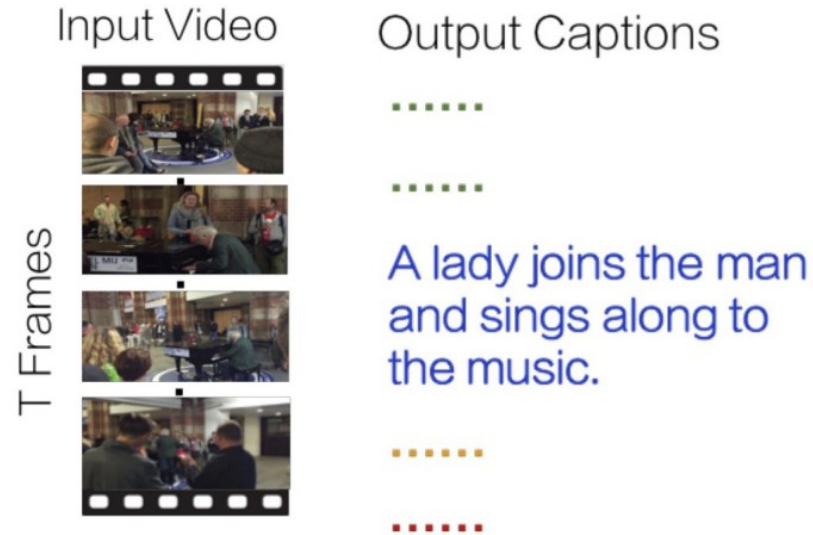 Input Video
Output Captions
T Frames
A lady joins the man
and sings along to
the music.